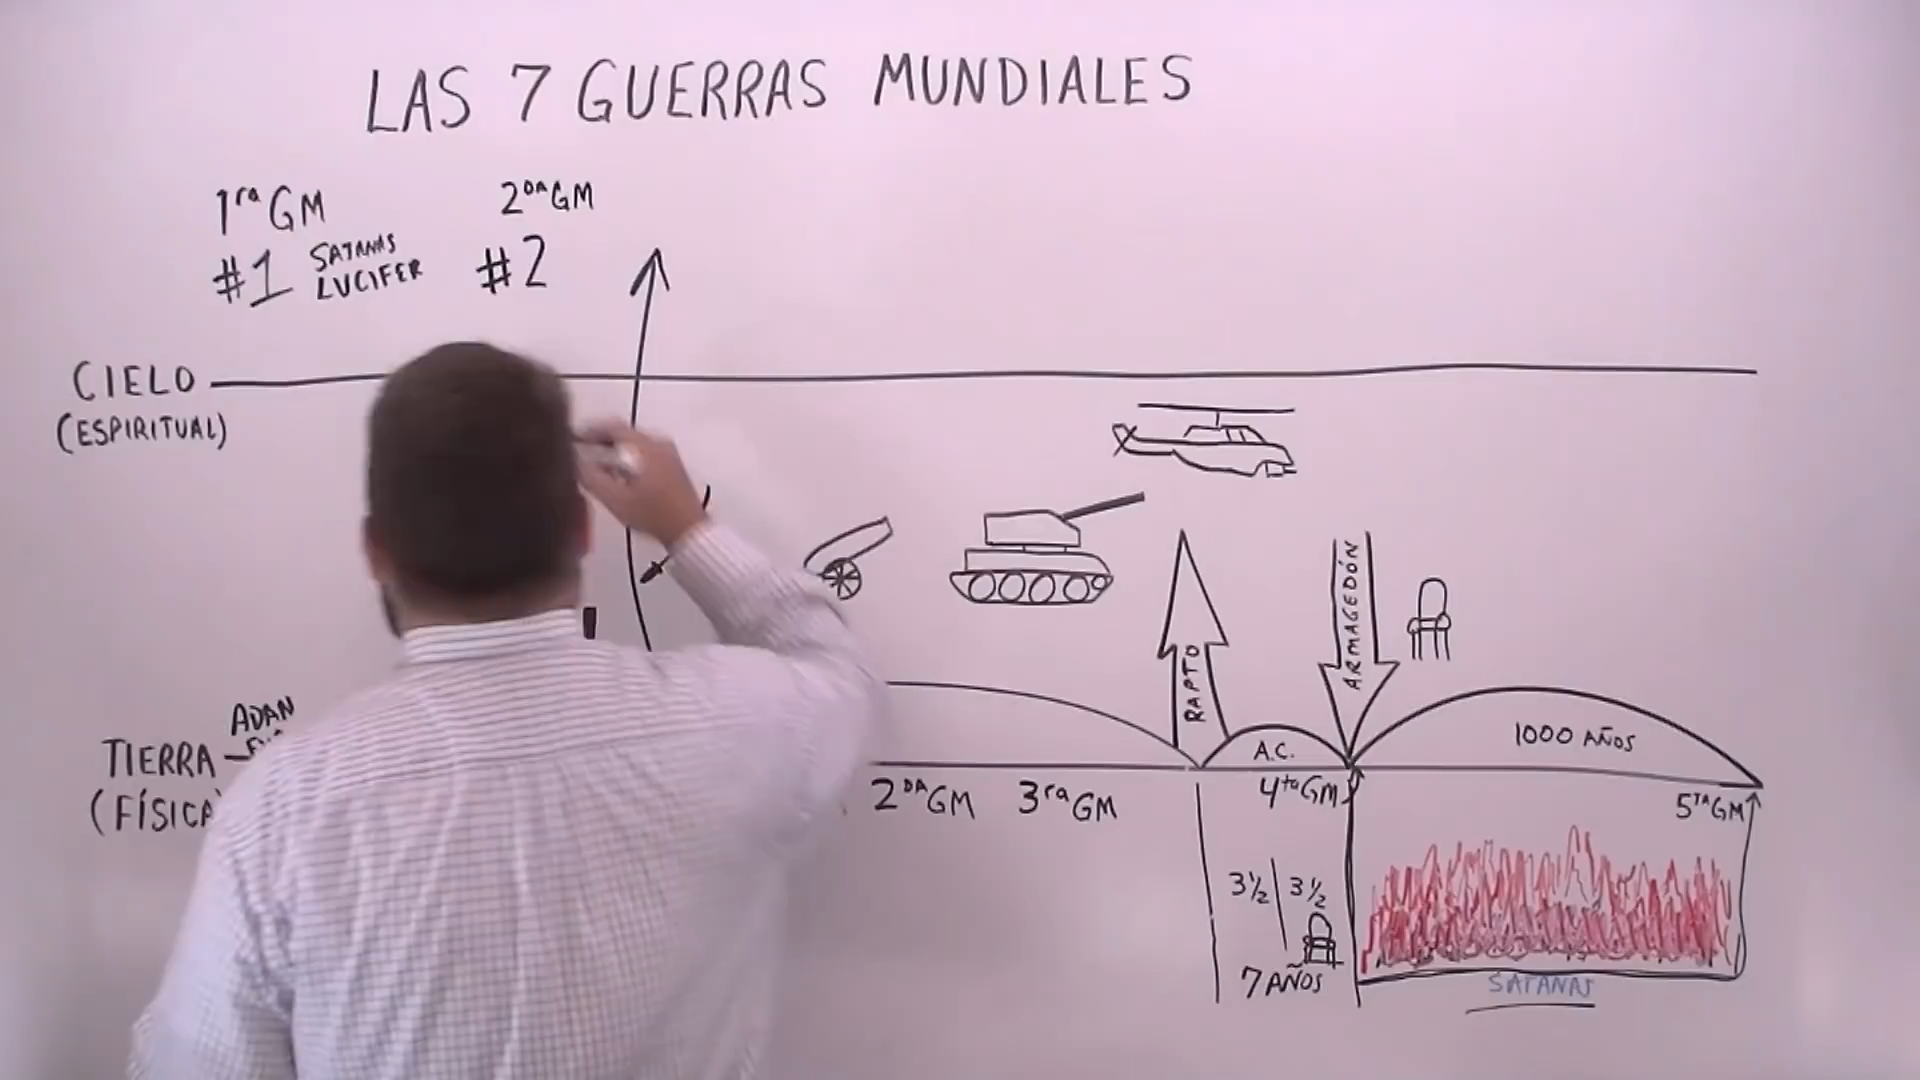 LAS 7 GUERRAS MUNDIALES
1ra GM
#1 SATANAS
LUCIFER
2DA GM
#2
CIELO
(ESPIRITUAL)
ARMAGEDÓN
RAPTO
ADAN
TIERRA
(FÍSICA
A.C.
1000 AÑOS
2DA GM
3ra GM
4ta GM
5TA GM
3½ 3½
7 AÑOS
SATANAS